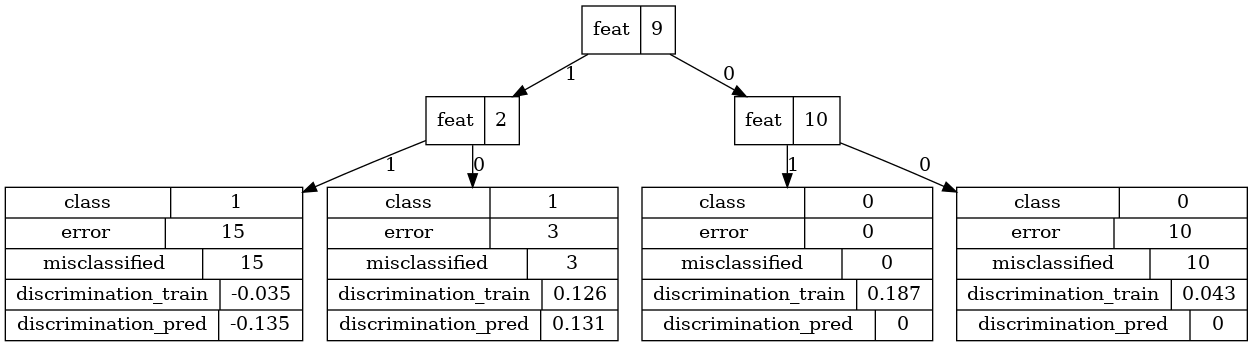 feat 9
1 0
feat 2
feat 10
1 0
1 0
class 1
error 15
misclassified 15
discrimination_train -0.035
discrimination_pred -0.135
class 1
error 3
misclassified 3
discrimination_train 0.126
discrimination_pred 0.131
class 0
error 0
misclassified 0
discrimination_train 0.187
discrimination_pred 0
class 0
error 10
misclassified 10
discrimination_train 0.043
discrimination_pred 0